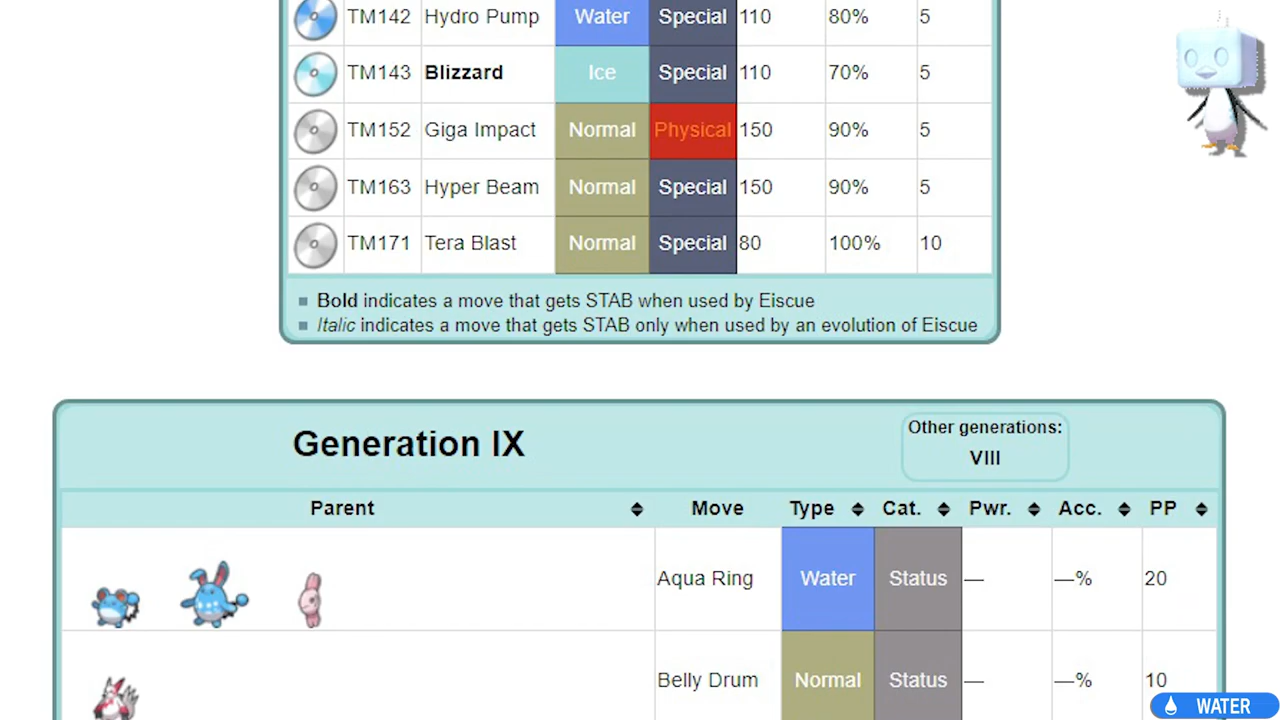 TM142 Hydro Pump Water Special 110 80% 5
TM143 Blizzard Ice Special 110 70% 5
TM152 Giga Impact Normal Physical 150 90% 5
TM163 Hyper Beam Normal Special 150 90% 5
TM171 Tera Blast Normal Special 80 100% 10
Bold indicates a move that gets STAB when used by Eiscue
Italic indicates a move that gets STAB only when used by an evolution of Eiscue
Generation IX
Other generations:
VIII
Parent Move Type Cat. Pwr. Acc. PP
Aqua Ring Water Status — —% 20
Belly Drum Normal Status — —% 10
WATER